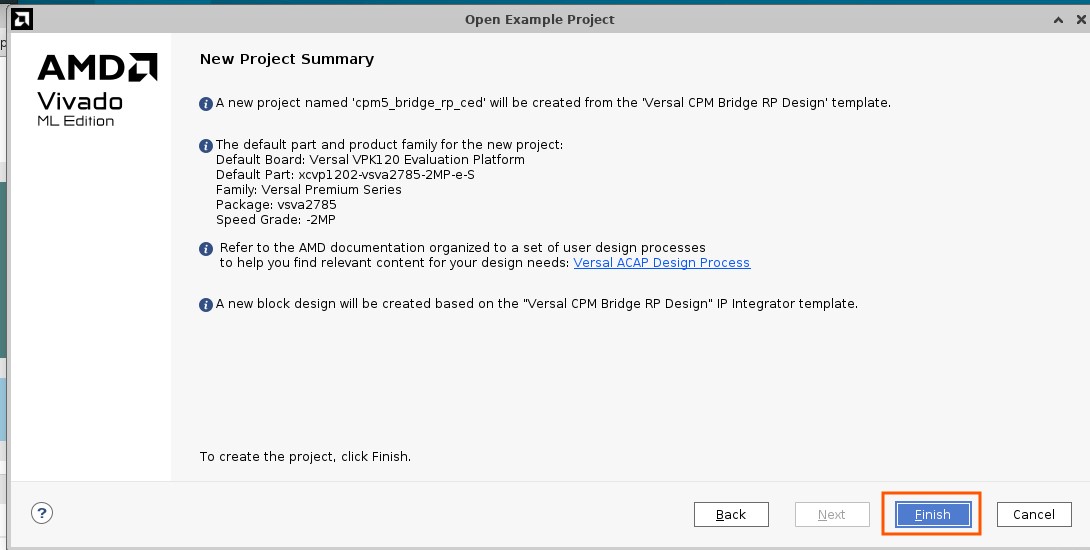 Open Example Project
AMD
Vivado
ML Edition
New Project Summary
A new project named 'cpm5_bridge_rp_ced' will be created from the 'Versal CPM Bridge RP Design' template.
The default part and product family for the new project:
Default Board: Versal VPK120 Evaluation Platform
Default Part: xcvp1202-vsva2785-2MP-e-S
Family: Versal Premium Series
Package: vsva2785
Speed Grade: -2MP
Refer to the AMD documentation organized to a set of user design processes
to help you find relevant content for your design needs: Versal ACAP Design Process
A new block design will be created based on the "Versal CPM Bridge RP Design" IP Integrator template.
To create the project, click Finish.
? Back Next Finish Cancel